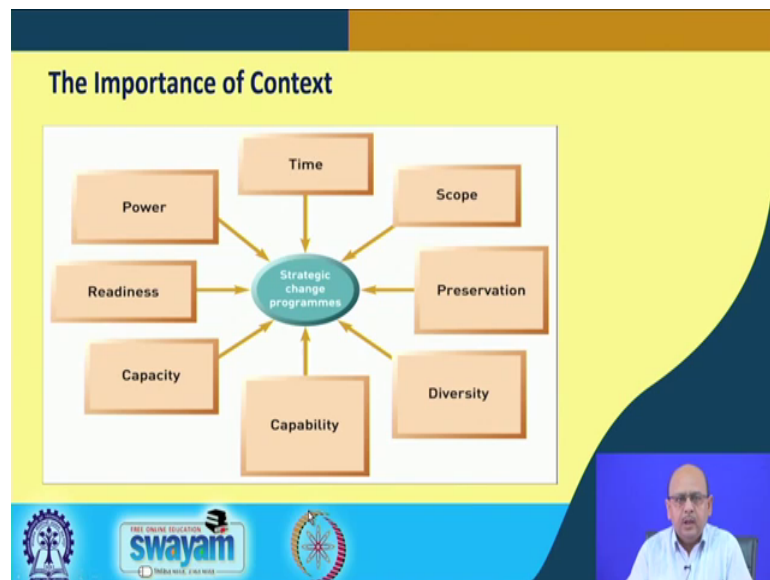 The Importance of Context
Time
Power
Scope
Strategic
change
programmes
Readiness
Preservation
Capacity
Diversity
Capability
FREE ONLINE EDUCATION
swayam